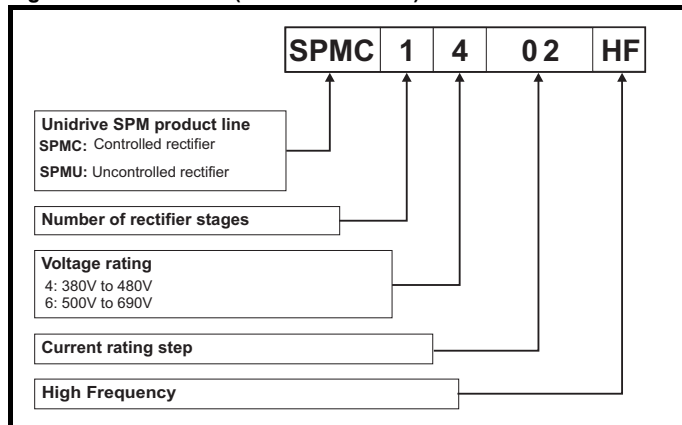 SPMC 1 4 02 HF
Unidrive SPM product line
SPMC: Controlled rectifier
SPMU: Uncontrolled rectifier
Number of rectifier stages
Voltage rating
4: 380V to 480V
6: 500V to 690V
Current rating step
High Frequency